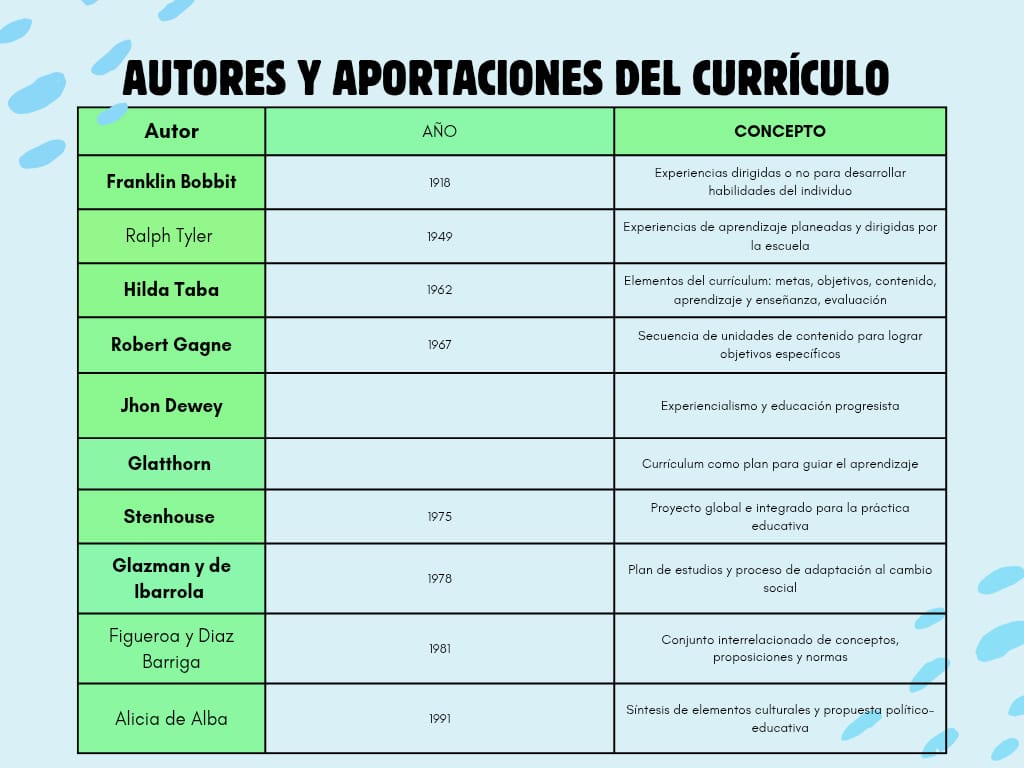 AUTORES Y APORTACIONES DEL CURRÍCULO
Autor
AÑO
CONCEPTO
Franklin Bobbit
1918
Experiencias dirigidas o no para desarrollar
habilidades del individuo
Ralph Tyler
1949
Experiencias de aprendizaje planeadas y dirigidas por
la escuela
Hilda Taba
1962
Elementos del currículum: metas, objetivos, contenido,
aprendizaje y enseñanza, evaluación
Robert Gagne
1967
Secuencia de unidades de contenido para lograr
objetivos específicos
Jhon Dewey
Experiencialismo y educación progresista
Glatthorn
Currículum como plan para guiar el aprendizaje
Stenhouse
1975
Proyecto global e integrado para la práctica
educativa
Glazman y de
Ibarrola
1978
Plan de estudios y proceso de adaptación al cambio
social
Figueroa y Diaz
Barriga
1981
Conjunto interrelacionado de conceptos,
proposiciones y normas
Alicia de Alba
1991
Síntesis de elementos culturales y propuesta político-
educativa